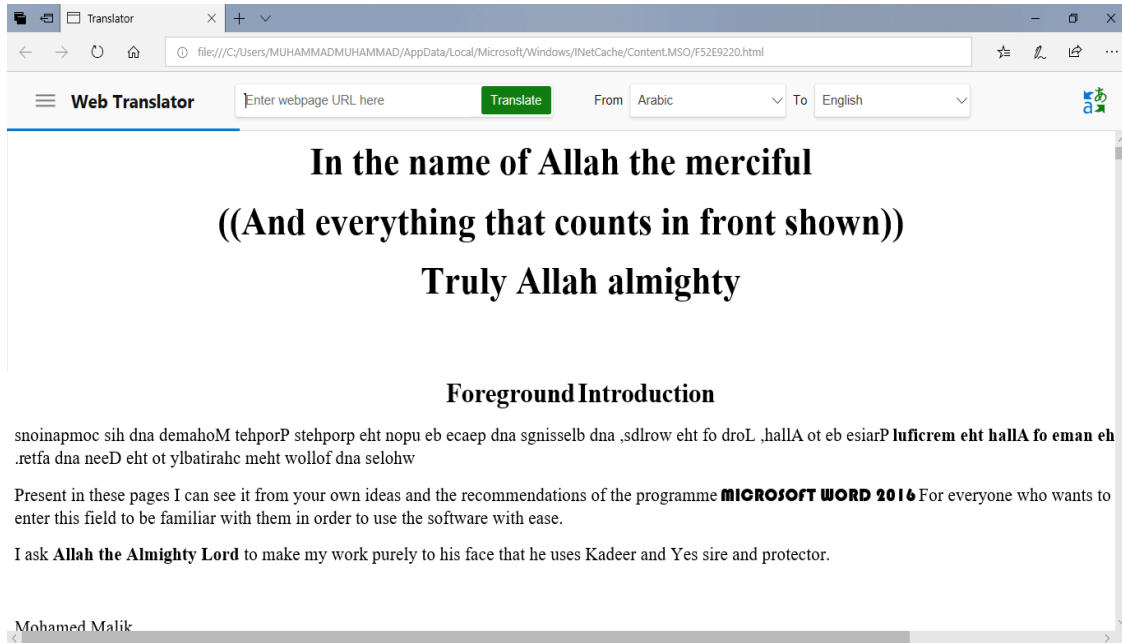 Translator
file:///C:/Users/MUHAMMADMUHAMMAD/AppData/Local/Microsoft/Windows/INetCache/Content.MSO/F52E9220.html
Web Translator Enter webpage URL here Translate From Arabic To English
In the name of Allah the merciful
((And everything that counts in front shown))
Truly Allah almighty
Foreground Introduction
snoinapmoc sih dna demahoM tehporP stehporp eht nopu eb ecaep dna sgnisselb dna ,sdlrow eht fo droL ,hallA ot eb esiarP luficrem eht hallA fo eman eh
.retfa dna neeD eht ot ylbatirahc meht wollof dna selohw
Present in these pages I can see it from your own ideas and the recommendations of the programme MICROSOFT WORD 2016 For everyone who wants to
enter this field to be familiar with them in order to use the software with ease.
I ask Allah the Almighty Lord to make my work purely to his face that he uses Kadeer and Yes sire and protector.
Mohamed Malik